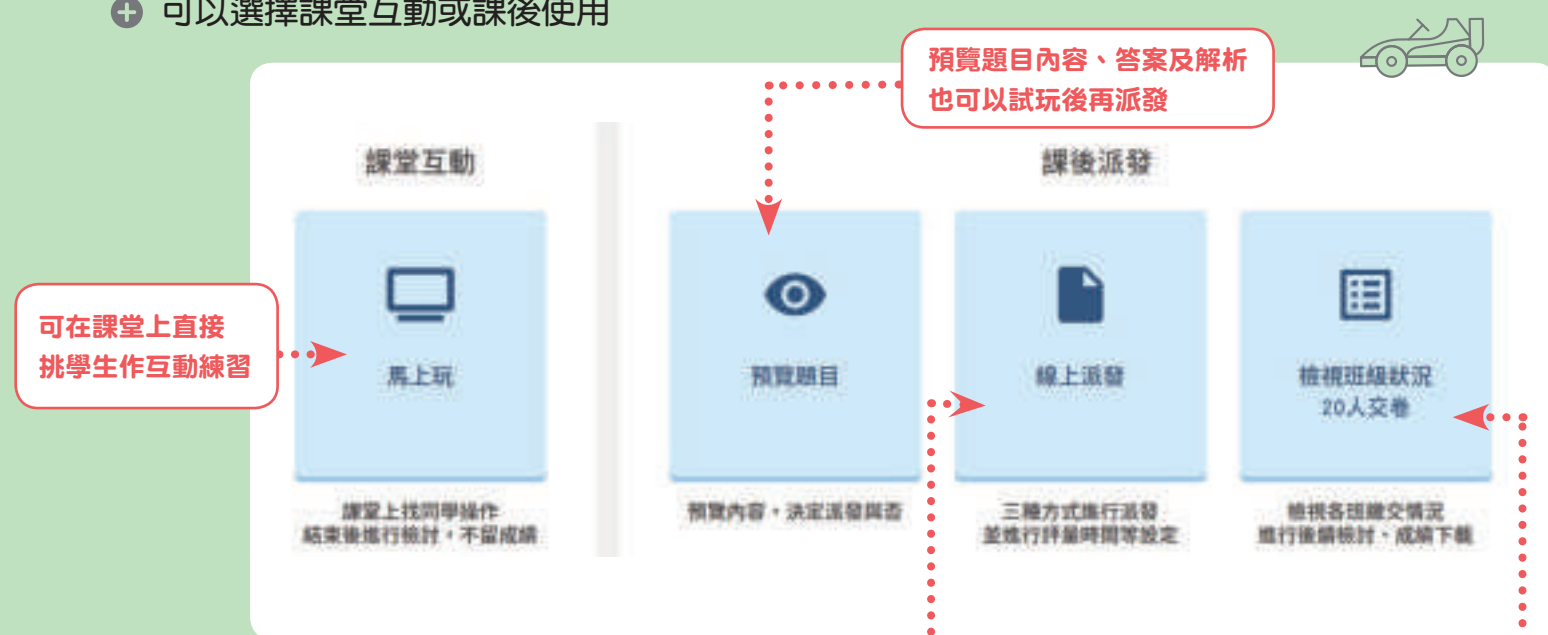 可以選擇課堂互動或課後使用
預覽題目內容、答案及解析
也可以試玩後再派發
課堂互動
課後派發
可在課堂上直接
挑學生作互動練習
馬上玩
預覽題目
線上派發
檢視班級狀況
20人交卷
課堂上找同學操作
結束後進行檢討，不留成績
預覽內容，決定派發與否
三種方式進行派發
並進行評量時間等設定
檢視各班繳交情況
進行後續檢討、成績下載